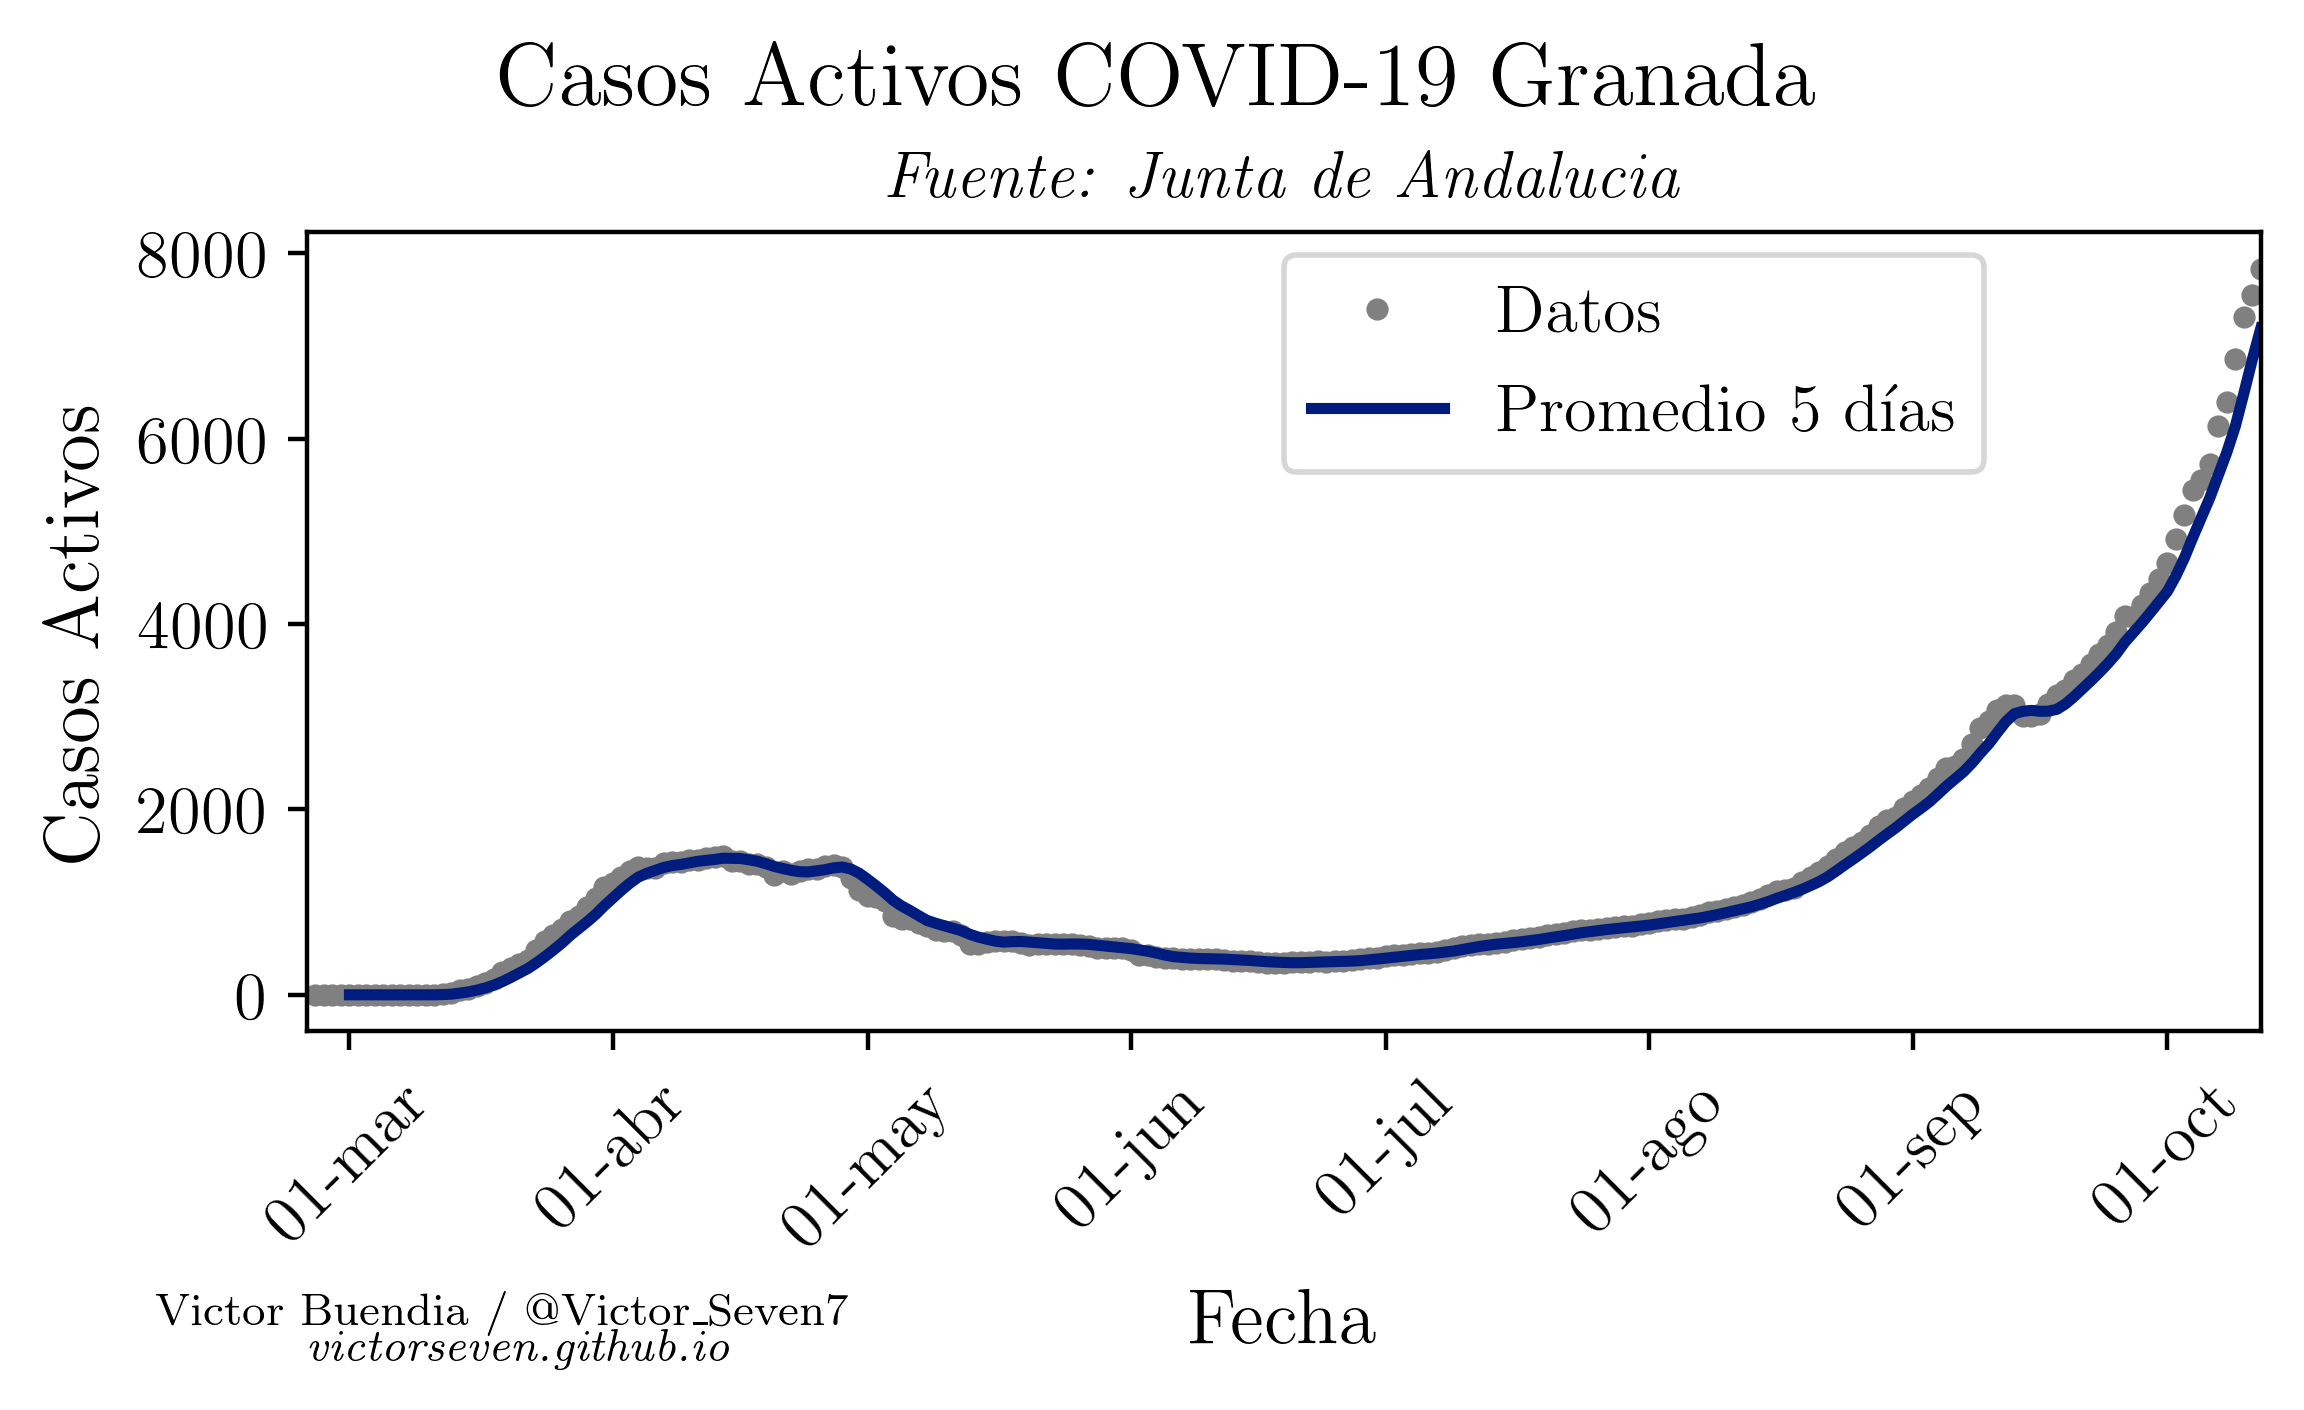 Casos Activos COVID-19 Granada
Fuente: Junta de Andalucia
8000
6000
4000
2000
0
Casos Activos
Datos
Promedio 5 días
01-mar
01-abr
01-may
01-jun
01-jul
01-ago
01-sep
01-oct
Fecha
Victor Buendia / @Victor_Seven7
victorseven.github.io